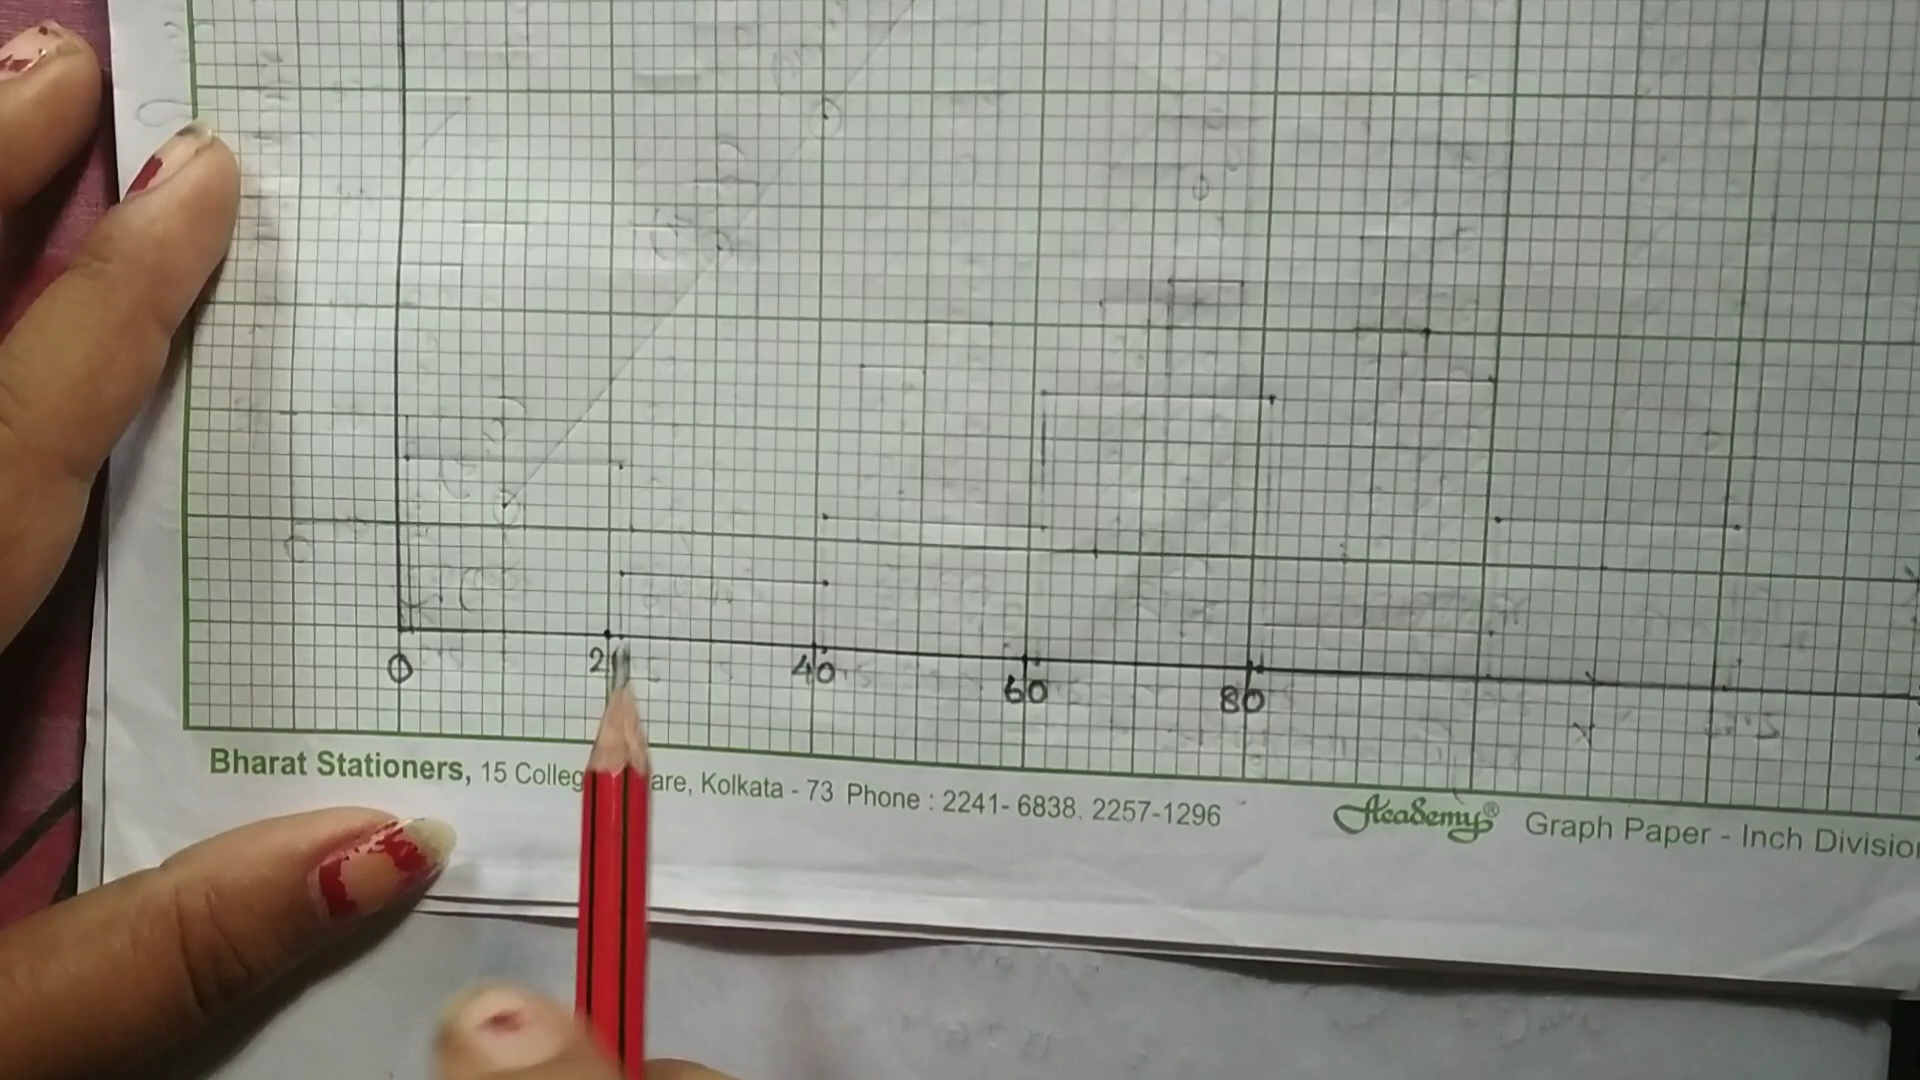 0 2 40 60 80
Bharat Stationers, 15 Colleg are, Kolkata - 73 Phone : 2241- 6838, 2257-1296
Academy® Graph Paper - Inch Divisio